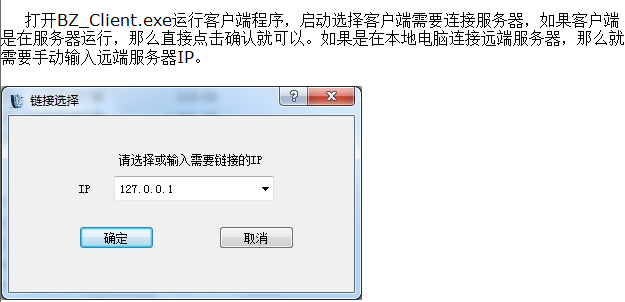 打开BZ_Client.exe运行客户端程序，启动选择客户端需要连接服务器，如果客户端
是在服务器运行，那么直接点击确认就可以。如果是在本地电脑连接远端服务器，那么就
需要手动输入远端服务器IP。
链接选择
请选择或输入需要链接的IP
IP 127.0.0.1
确定 取消